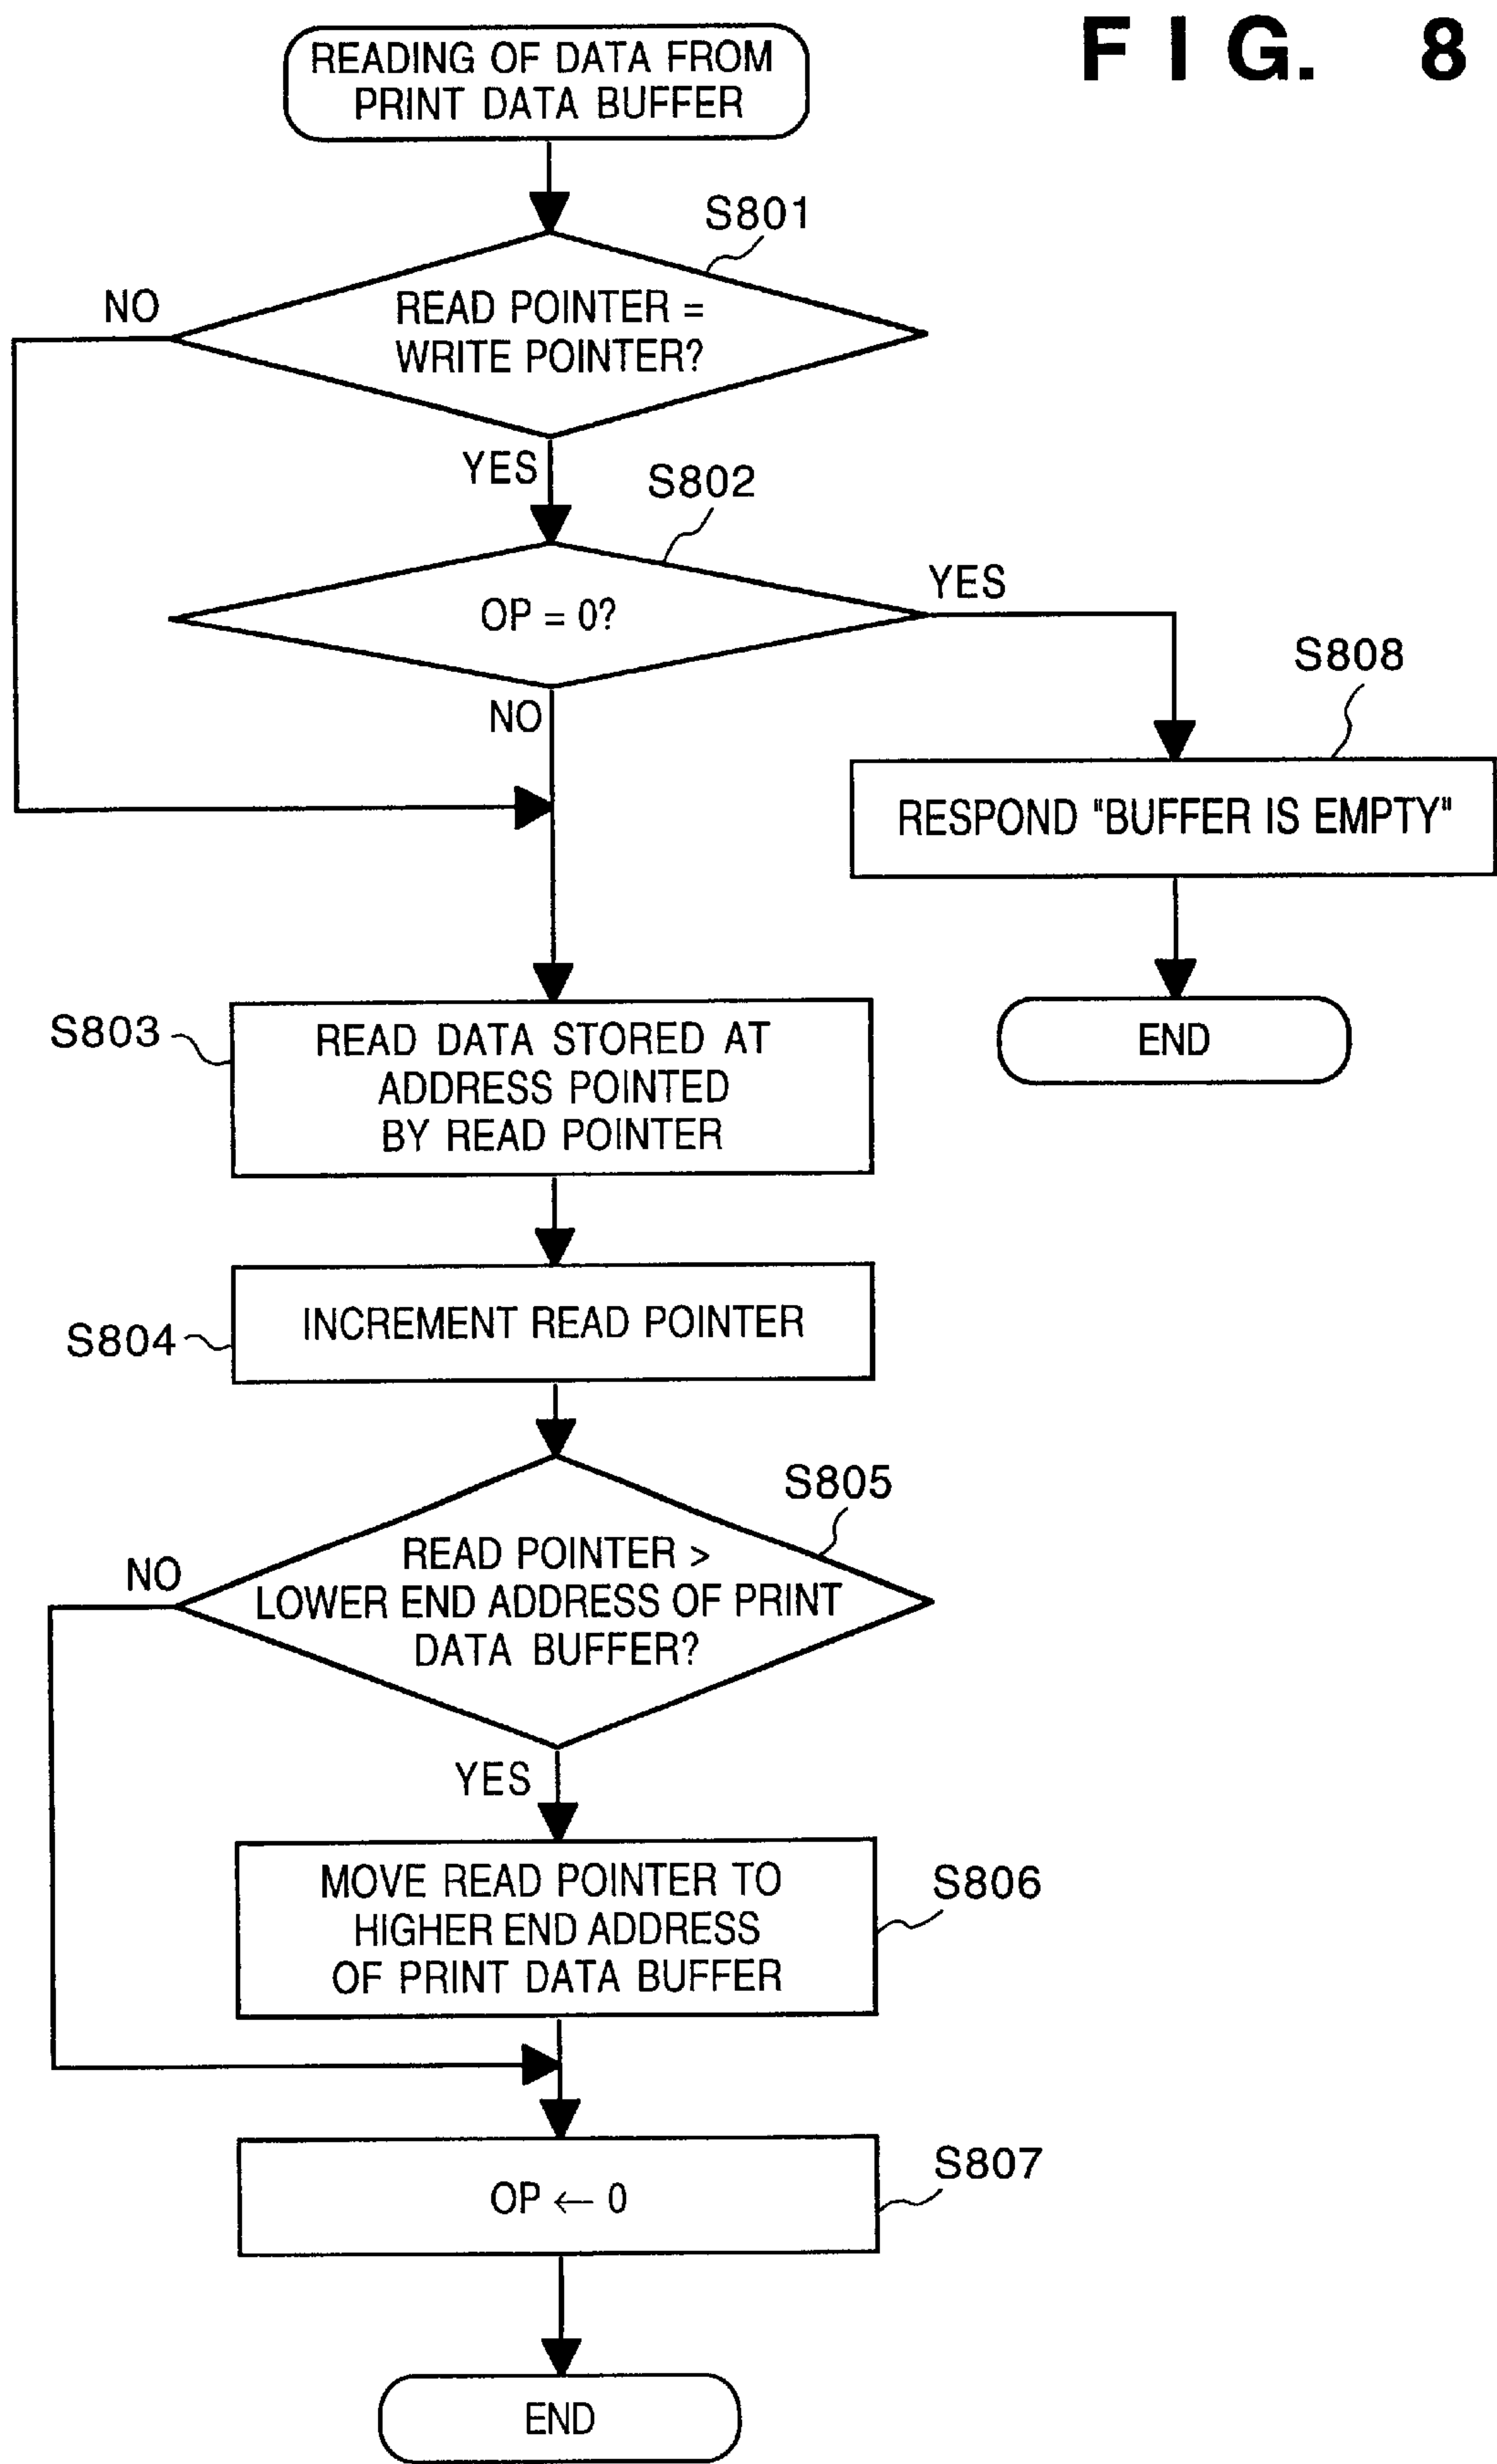 FIG. 8
READING OF DATA FROM
PRINT DATA BUFFER
S801
NO
READ POINTER =
WRITE POINTER?
YES
S802
YES
OP = 0?
S808
NO
RESPOND "BUFFER IS EMPTY"
S803
READ DATA STORED AT
ADDRESS POINTED
BY READ POINTER
END
S804
INCREMENT READ POINTER
S805
NO
READ POINTER >
LOWER END ADDRESS OF PRINT
DATA BUFFER?
YES
MOVE READ POINTER TO
HIGHER END ADDRESS
OF PRINT DATA BUFFER
S806
OP ← 0
S807
END